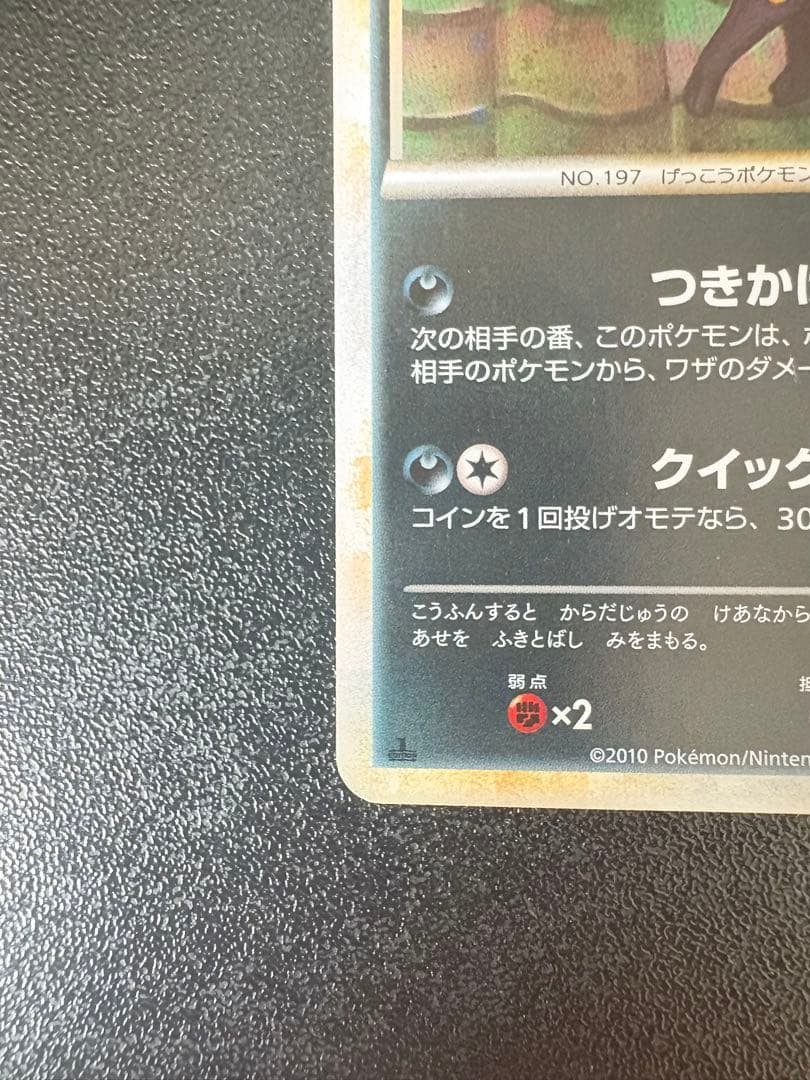 NO.197 げっこうポケモン
つきかげ
次の相手の番、このポケモンは、
相手のポケモンから、ワザのダメー
クイック
コインを1回投げオモテなら、30
こうふんすると からだじゅうの けあなから
あせを ふきとばし みをまもる。
弱点
×2
1
EDITION
©2010 Pokémon/Ninten